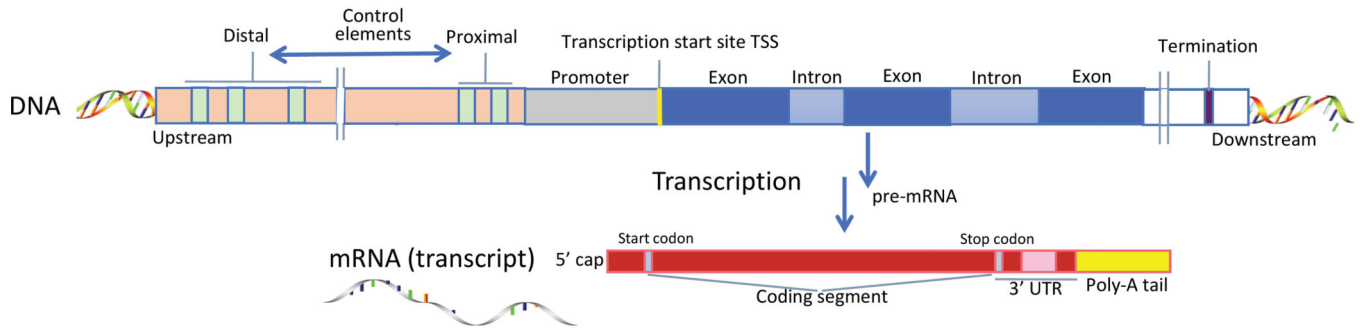 Control
elements
Distal
Proximal
Transcription start site TSS
Termination
Promoter
Exon
Intron
Exon
Intron
Exon
DNA
Upstream
Downstream
Transcription
pre-mRNA
Start codon
Stop codon
mRNA (transcript)
5’ cap
Coding segment
3’ UTR
Poly-A tail